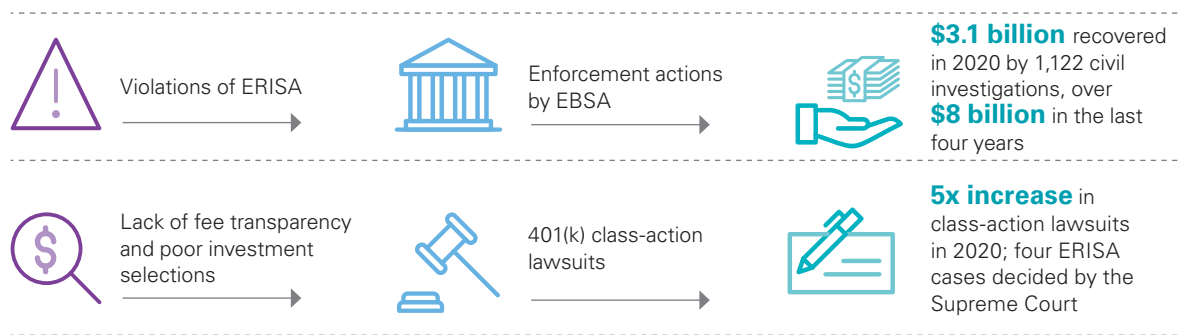 Violations of ERISA
Enforcement actions
by EBSA
$
$3.1 billion recovered
in 2020 by 1,122 civil
investigations, over
$8 billion in the last
four years
$
Lack of fee transparency
and poor investment
selections
401(k) class-action
lawsuits
5x increase in
class-action lawsuits
in 2020; four ERISA
cases decided by the
Supreme Court